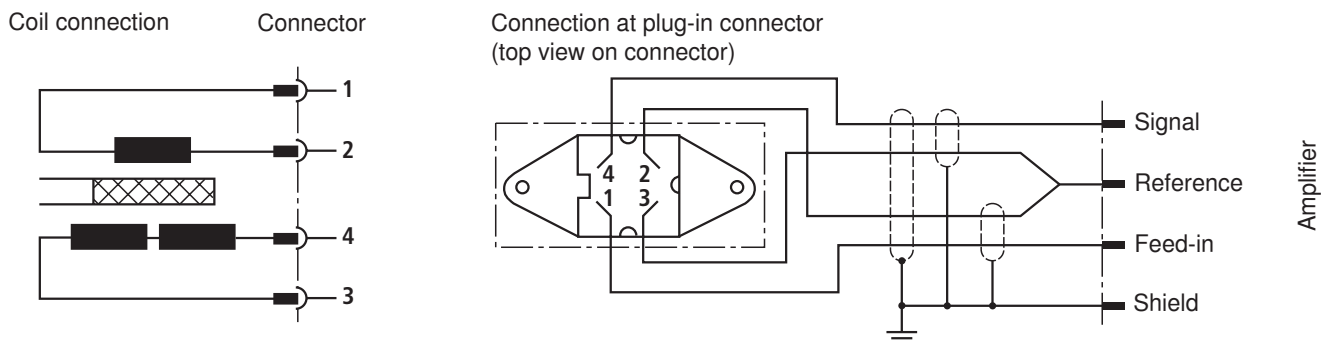 Coil connection
Connector
1
2
4
3
Connection at plug-in connector
(top view on connector)
4 2
1 3
Signal
Reference
Feed-in
Shield
Amplifier